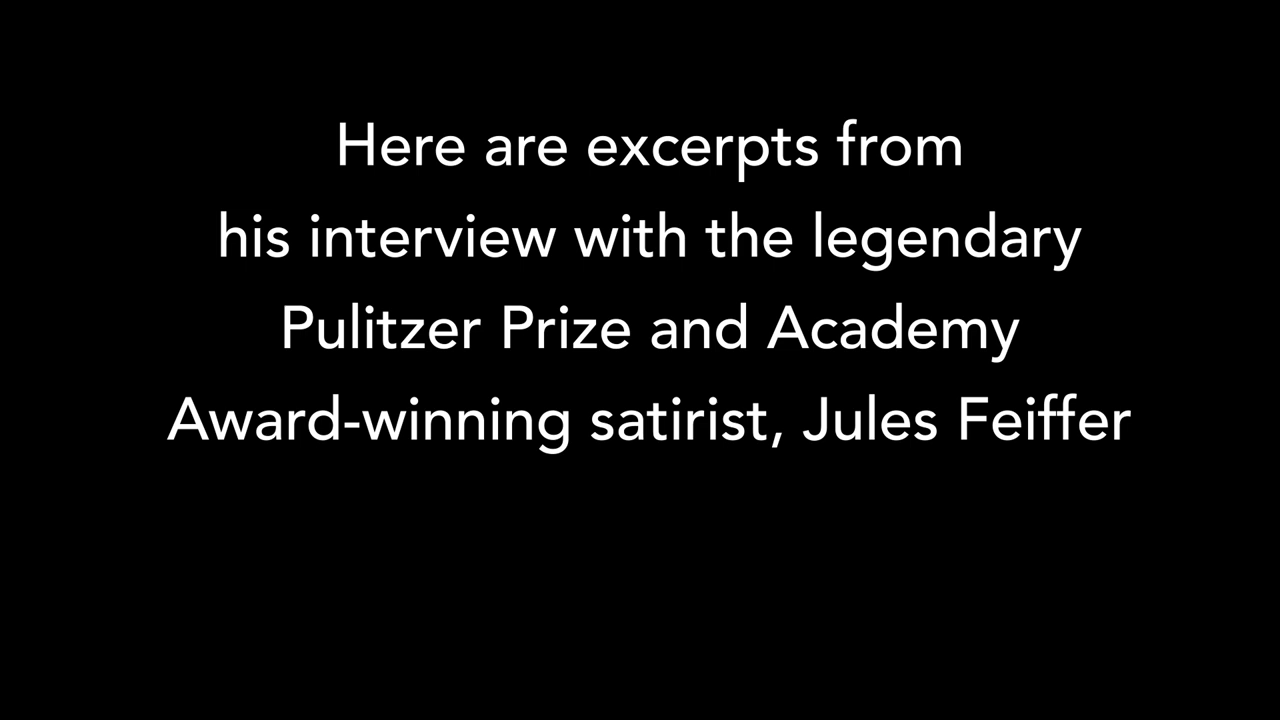 Here are excerpts from
his interview with the legendary
Pulitzer Prize and Academy
Award-winning satirist, Jules Feiffer